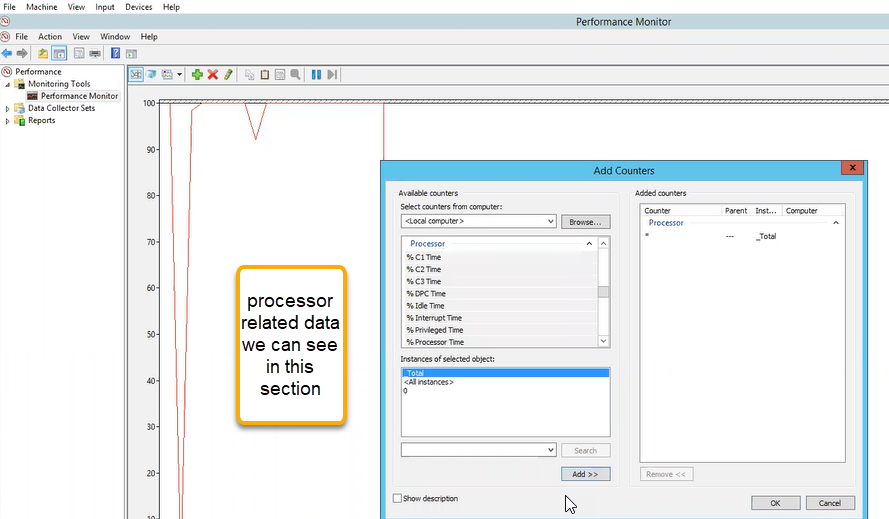 File Machine View Input Devices Help
Performance Monitor
File Action View Window Help
Performance
Monitoring Tools
Performance Monitor
Data Collector Sets
Reports
100
90
80
70
60
50
40
30
20
10
processor
related data
we can see
in this
section
Add Counters
Available counters
Select counters from computer:
<Local computer>
Browse...
Processor
% C1 Time
% C2 Time
% C3 Time
% DPC Time
% Idle Time
% Interrupt Time
% Privileged Time
% Processor Time
Instances of selected object:
_Total
<All instances>
0
Search
Add >>
Show description
Added counters
Counter Parent Inst... Computer
Processor
* --- _Total
Remove <<
OK Cancel